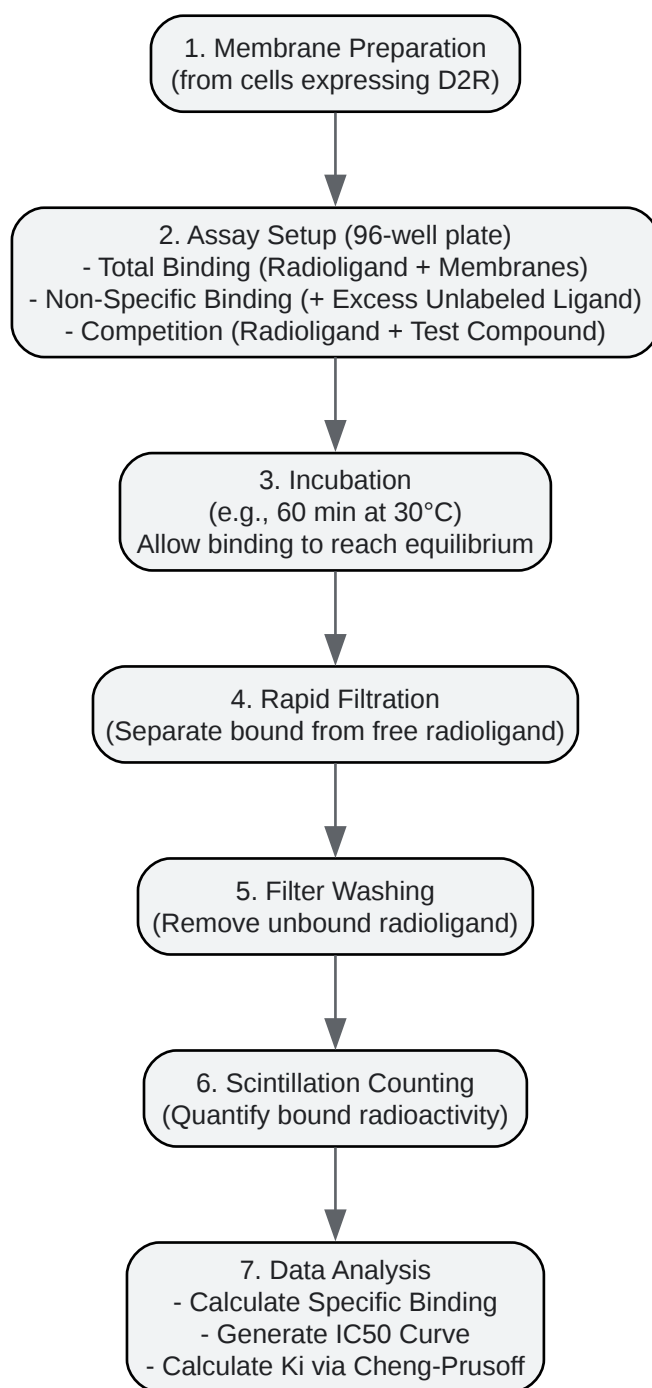 1. Membrane Preparation
(from cells expressing D2R)
2. Assay Setup (96-well plate)
- Total Binding (Radioligand + Membranes)
- Non-Specific Binding (+ Excess Unlabeled Ligand)
- Competition (Radioligand + Test Compound)
3. Incubation
(e.g., 60 min at 30°C)
Allow binding to reach equilibrium
4. Rapid Filtration
(Separate bound from free radioligand)
5. Filter Washing
(Remove unbound radioligand)
6. Scintillation Counting
(Quantify bound radioactivity)
7. Data Analysis
- Calculate Specific Binding
- Generate IC50 Curve
- Calculate Ki via Cheng-Prusoff